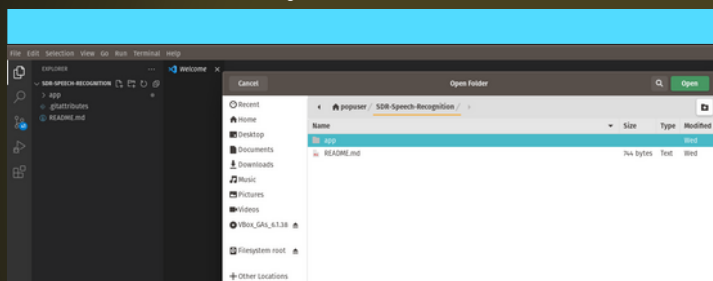 File Edit Selection View Go Run Terminal Help
EXPLORER
Welcome
SDR-SPEECH-RECOGNITION
app
.gitattributes
README.md
Cancel
Open Folder
Open
Recent
Home
Desktop
Documents
Downloads
Music
Pictures
Videos
VBox_GAs_6.1.38
Filesystem root
Other Locations
popuser / SDR-Speech-Recognition /
Name Size Type Modified
app Wed
README.md 744 bytes Text Wed